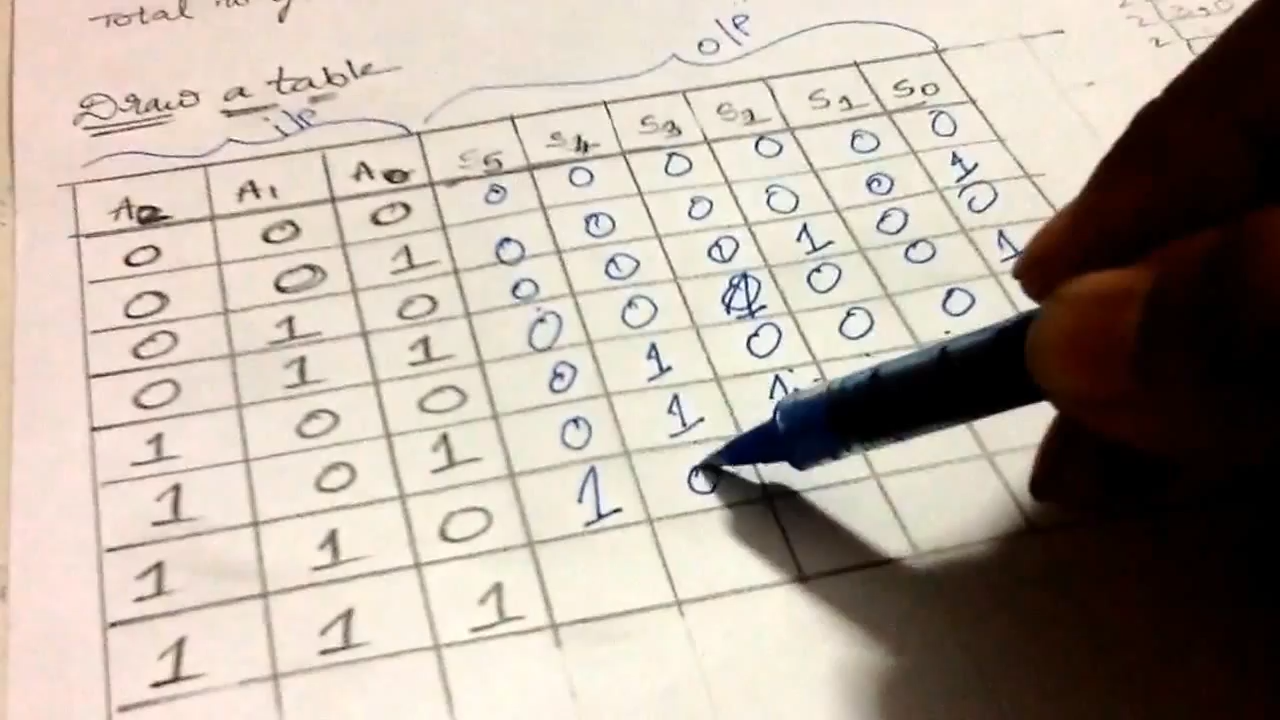 Total
o/p
Draw a table
i/p
A2 A1 A0 S5 S4 S3 S2 S1 S0
0 0 0 0 0 0 0 0 0
0 0 1 0 0 0 0 0 1
0 1 0 0 0 0 1 0 0
0 1 1 0 0 1 0 0 1
1 0 0 0 1 0 0 0
1 0 1 0 1 1
1 1 0 1 0
1 1 1